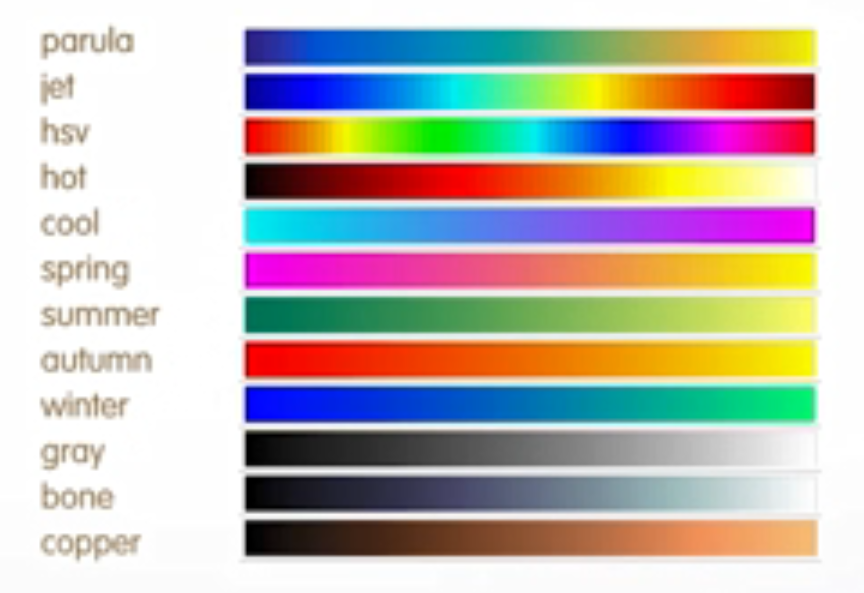 parula
jet
hsv
hot
cool
spring
summer
autumn
winter
gray
bone
copper